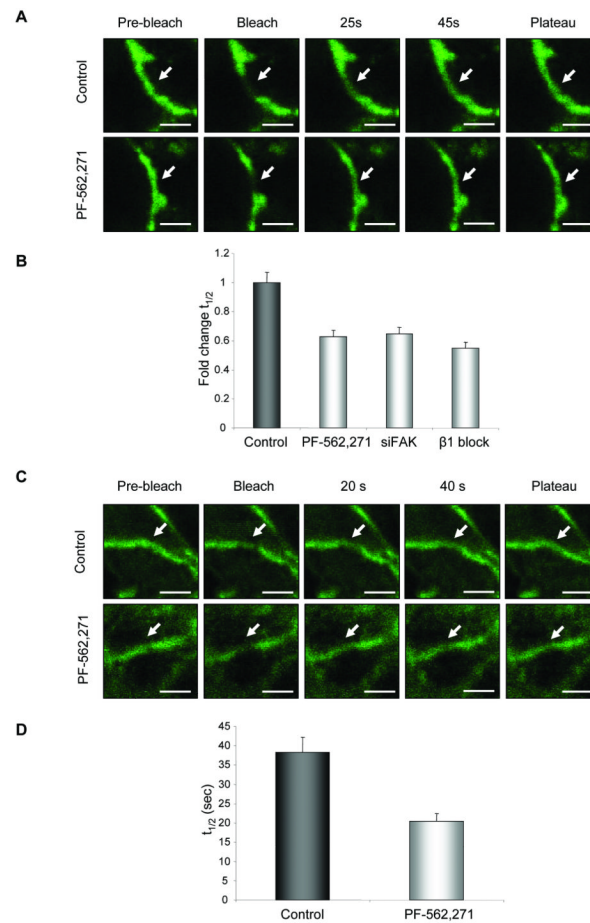 A
Pre-bleach Bleach 25s 45s Plateau
Control
PF-562,271
B
1.2
1
0.8
0.6
0.4
0.2
0
Fold change t1/2
Control PF-562,271 siFAK β1 block
C
Pre-bleach Bleach 20 s 40 s Plateau
Control
PF-562,271
D
45
40
35
30
25
20
15
10
5
0
t1/2 (sec)
Control PF-562,271